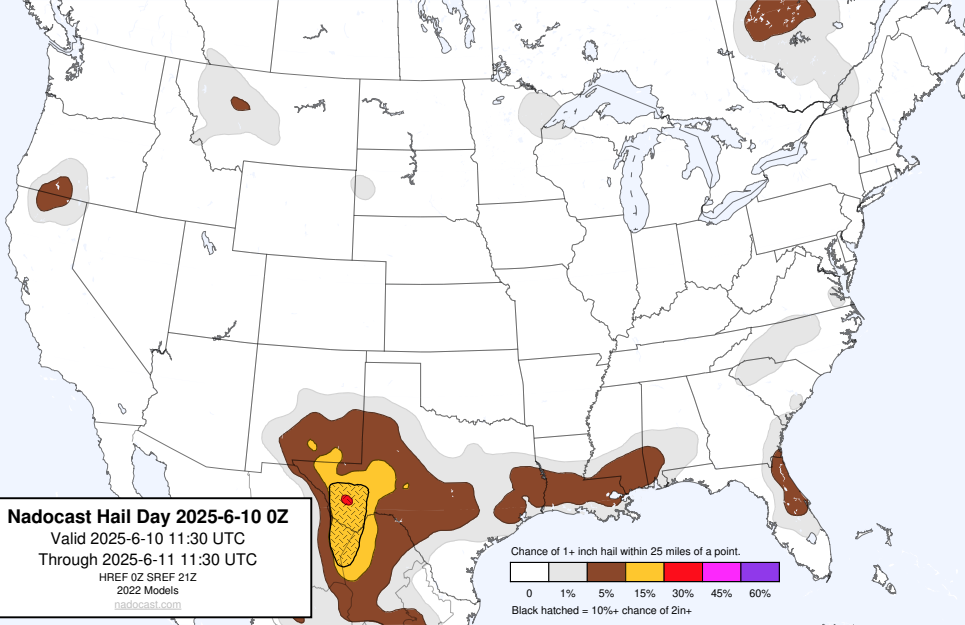 Nadocast Hail Day 2025-6-10 0Z
Valid 2025-6-10 11:30 UTC
Through 2025-6-11 11:30 UTC
HREF 0Z SREF 21Z
2022 Models
nadocast.com
Chance of 1+ inch hail within 25 miles of a point.
0 1% 5% 15% 30% 45% 60%
Black hatched = 10%+ chance of 2in+